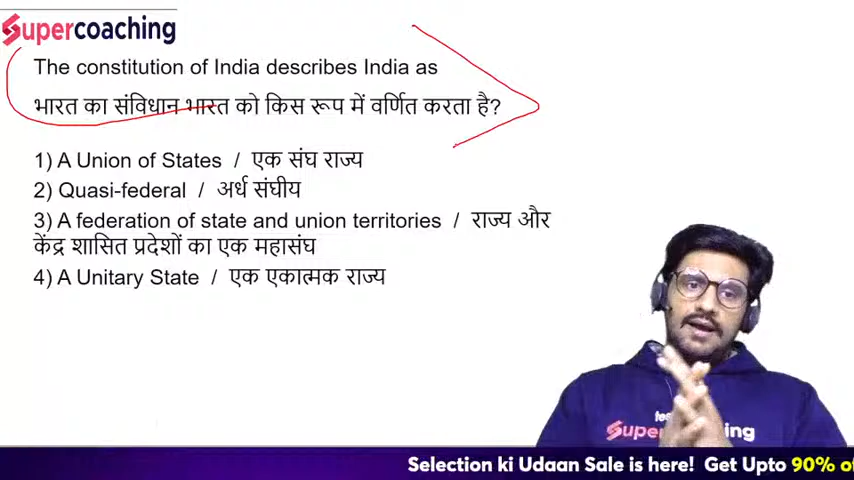 Supercoaching
The constitution of India describes India as
भारत का संविधान भारत को किस रूप में वर्णित करता है?
1) A Union of States / एक संघ राज्य
2) Quasi-federal / अर्ध संघीय
3) A federation of state and union territories / राज्य और
केंद्र शासित प्रदेशों का एक महासंघ
4) A Unitary State / एक एकात्मक राज्य
Selection ki Udaan Sale is here! Get Upto 90% of